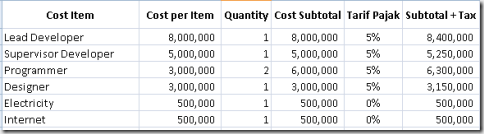 Cost Item Cost per Item Quantity Cost Subtotal Tarif Pajak Subtotal + Tax
Lead Developer 8,000,000 1 8,000,000 5% 8,400,000
Supervisor Developer 5,000,000 1 5,000,000 5% 5,250,000
Programmer 3,000,000 2 6,000,000 5% 6,300,000
Designer 3,000,000 1 3,000,000 5% 3,150,000
Electricity 500,000 1 500,000 0% 500,000
Internet 500,000 1 500,000 0% 500,000